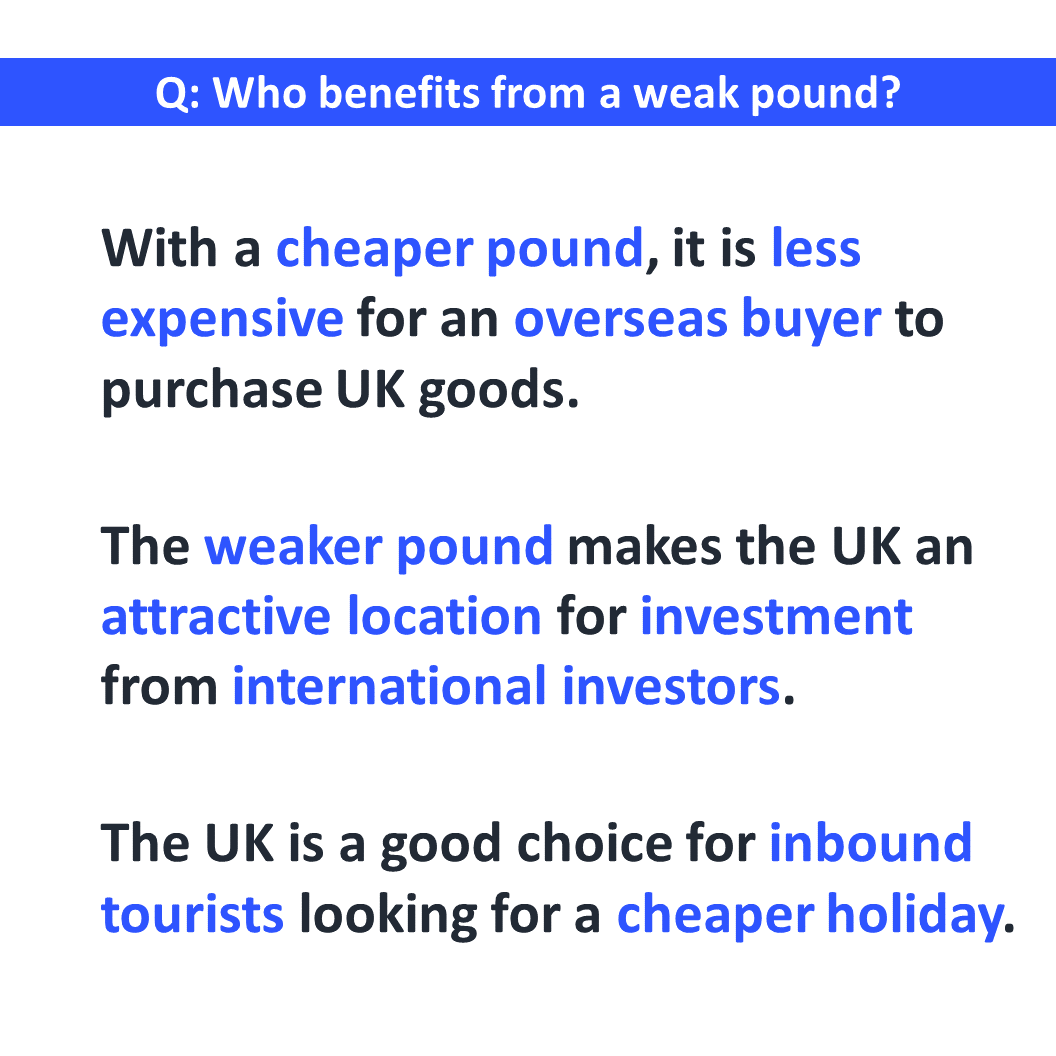 Q: Who benefits from a weak pound?
With a cheaper pound, it is less
expensive for an overseas buyer to
purchase UK goods.
The weaker pound makes the UK an
attractive location for investment
from international investors.
The UK is a good choice for inbound
tourists looking for a cheaper holiday.